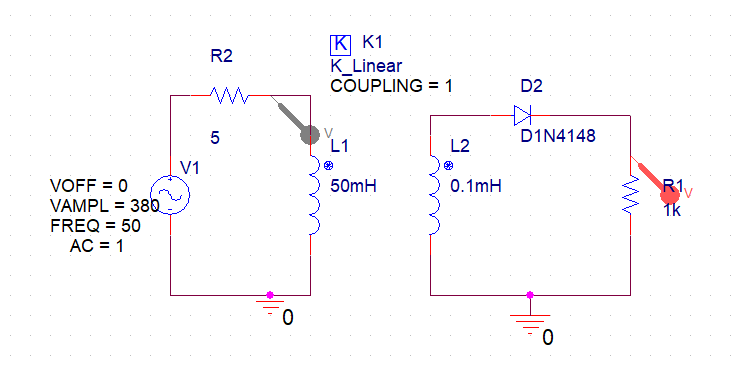 K K1
R2
K_Linear
COUPLING = 1
D2
V
D1N4148
5
L1
L2
V1
VOFF = 0
50mH
0.1mH
R1
V
VAMPL = 380
1k
FREQ = 50
AC = 1
0
0